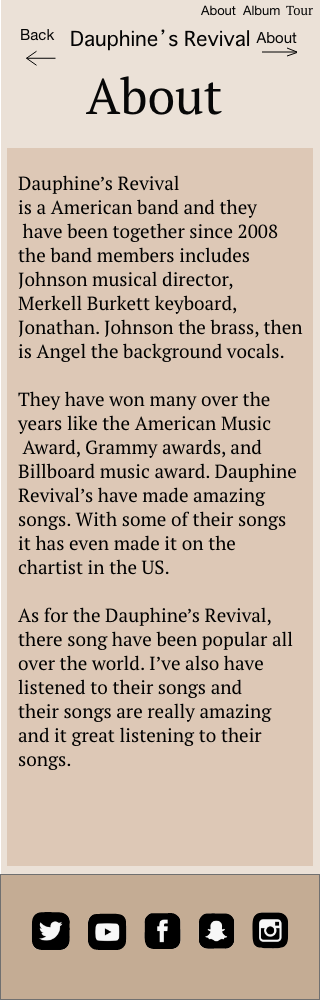 About Album Tour
Back Dauphine's Revival About
About
Dauphine's Revival
is a American band and they
have been together since 2008
the band members includes
Johnson musical director,
Merkell Burkett keyboard,
Jonathan. Johnson the brass, then
is Angel the background vocals.
They have won many over the
years like the American Music
Award, Grammy awards, and
Billboard music award. Dauphine
Revival's have made amazing
songs. With some of their songs
it has even made it on the
chartist in the US.
As for the Dauphine's Revival,
there song have been popular all
over the world. I've also have
listened to their songs and
their songs are really amazing
and it great listening to their
songs.